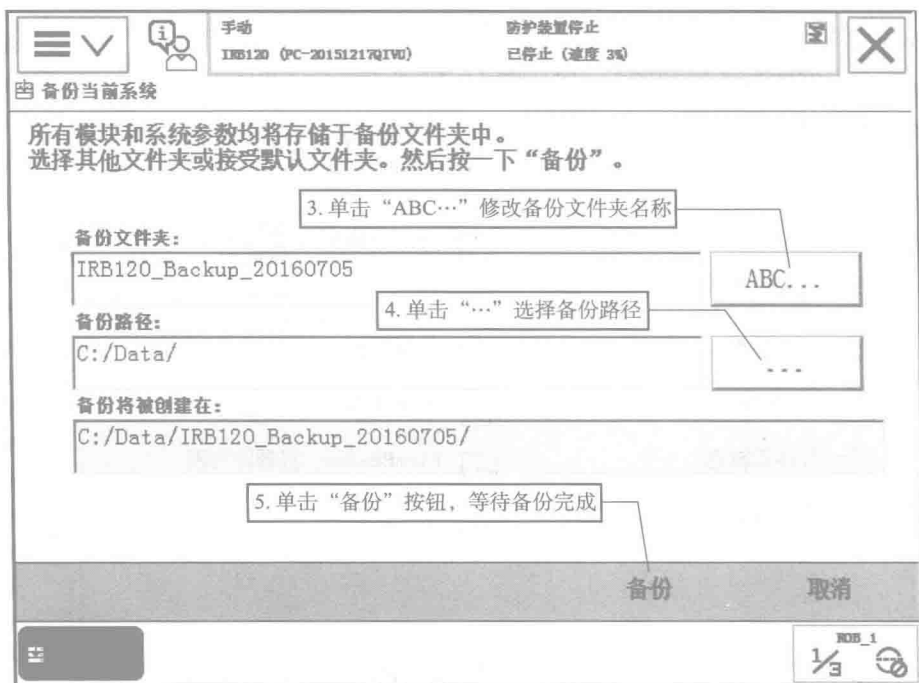 手动
防护装置停止
IRB120 (PC-20151217QIVU)
已停止 (速度 3%)
备份当前系统
所有模块和系统参数均将存储于备份文件夹中。
选择其他文件夹或接受默认文件夹。然后按一下“备份”。
3. 单击“ABC…”修改备份文件夹名称
备份文件夹:
IRB120_Backup_20160705
ABC...
4. 单击“…”选择备份路径
备份路径:
C:/Data/
...
备份将被创建在:
C:/Data/IRB120_Backup_20160705/
5. 单击“备份”按钮，等待备份完成
备份
取消
ROB_1
1/3